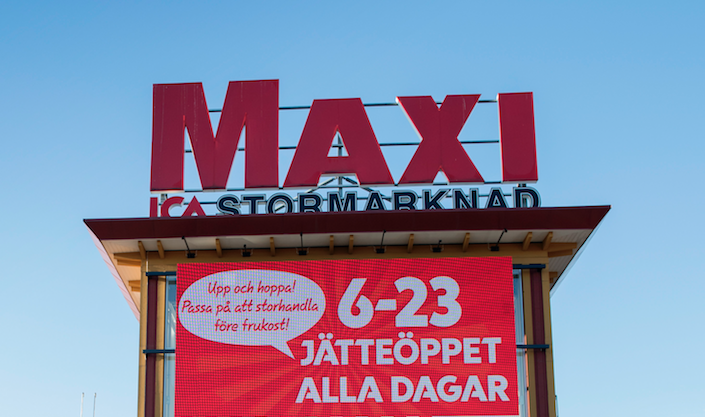 MAXI
ICA STORMARKNAD
Upp och hoppa!
Passa på att storhandla
före frukost!
6-23
JÄTTEÖPPET
ALLA DAGAR